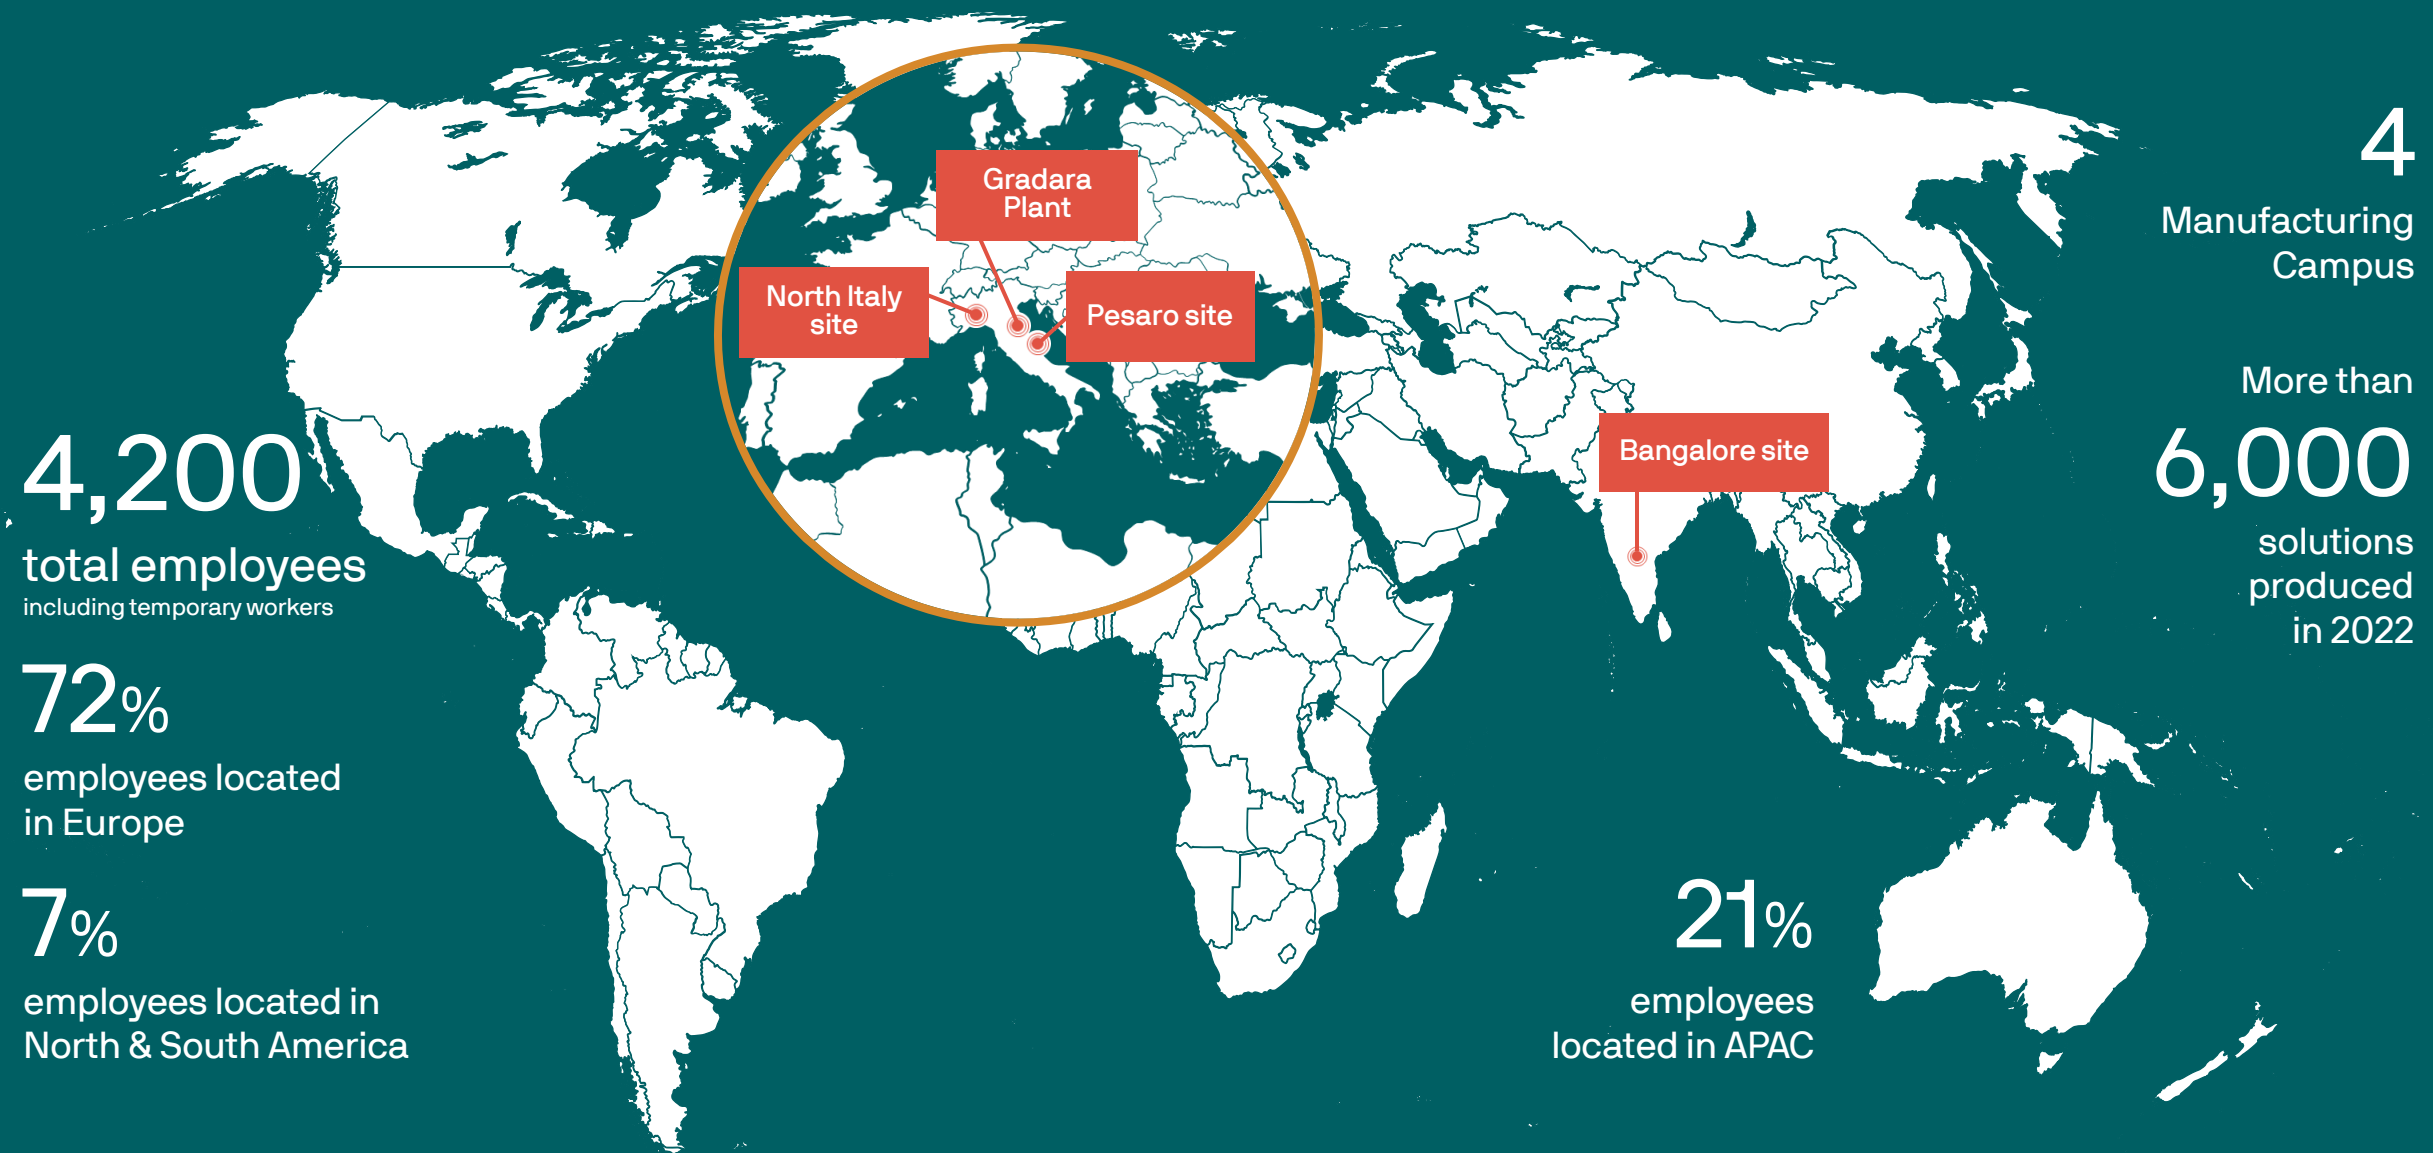 4,200
total employees
including temporary workers
72%
employees located
in Europe
7%
employees located in
North & South America
Gradara
Plant
North Italy
site
Pesaro site
Bangalore site
4
Manufacturing
Campus
More than
6,000
solutions
produced
in 2022
21%
employees
located in APAC